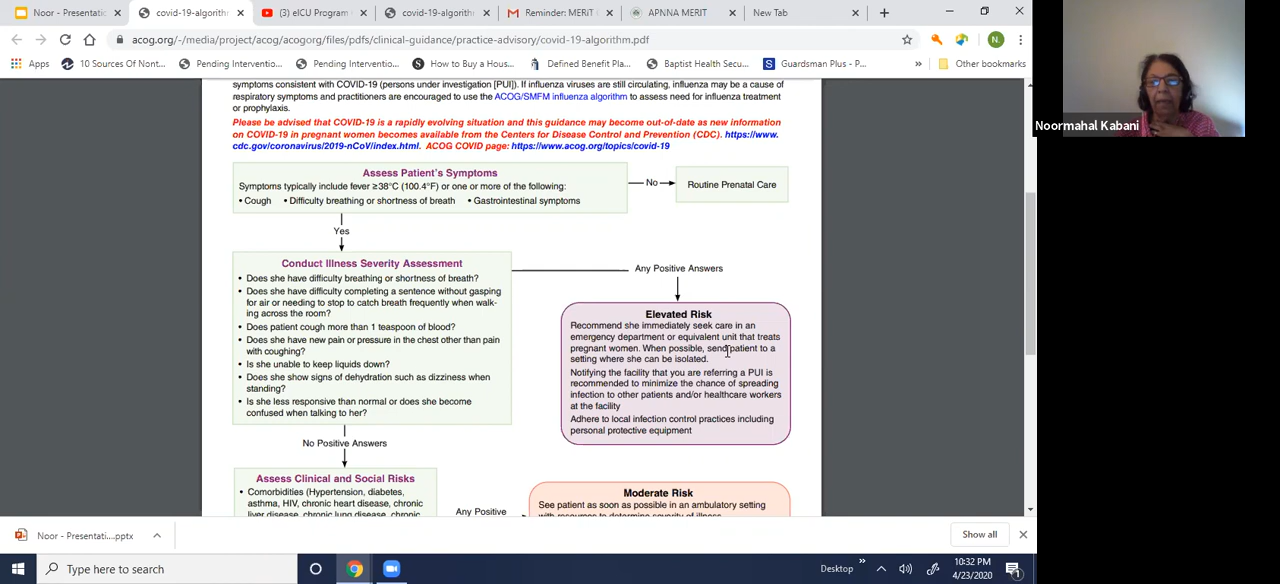 Noor - Presentatic
covid-19-algorithm
(3) eICU Program
covid-19-algorithm
Reminder: MERiT
APNNA MERIT
New Tab
acog.org/-/media/project/acog/acogorg/files/pdfs/clinical-guidance/practice-advisory/covid-19-algorithm.pdf
N.
Apps
10 Sources Of Nont...
Pending Interventio...
Pending Interventio...
How to Buy a Hous...
Defined Benefit Pla...
Baptist Health Med...
Guardsman Plus - P...
»
Other bookmarks
symptoms consistent with COVID-19 (persons under investigation [PUI]). If influenza viruses are still circulating, influenza may be a cause of
respiratory symptoms and practitioners are encouraged to use the ACOG/SMFM influenza algorithm to assess need for influenza treatment
or prophylaxis.
Please be advised that COVID-19 is a rapidly evolving situation and this guidance may become out-of-date as new information
on COVID-19 in pregnant women becomes available from the Centers for Disease Control and Prevention (CDC). https://www.
cdc.gov/coronavirus/2019-nCoV/index.html. ACOG COVID page: https://www.acog.org/topics/covid-19
Assess Patient's Symptoms
Symptoms typically include fever ≥38°C (100.4°F) or one or more of the following:
• Cough • Difficulty breathing or shortness of breath • Gastrointestinal symptoms
No
Routine Prenatal Care
Yes
Conduct Illness Severity Assessment
• Does she have difficulty breathing or shortness of breath?
• Does she have difficulty completing a sentence without gasping
for air or needing to stop to catch breath frequently when walk-
ing across the room?
• Does patient cough more than 1 teaspoon of blood?
• Does she have new pain or pressure in the chest other than pain
with coughing?
• Is she unable to keep liquids down?
• Does she show signs of dehydration such as dizziness when
standing?
• Is she less responsive than normal or does she become
confused when talking to her?
Any Positive Answers
Elevated Risk
Recommend she immediately seek care in an
emergency department or equivalent unit that treats
pregnant women. When possible, send patient to a
setting where she can be isolated.
Notifying the facility that you are referring a PUI is
recommended to minimize the chance of spreading
infection to other patients and/or healthcare workers
at the facility
Adhere to local infection control practices including
personal protective equipment
No Positive Answers
Assess Clinical and Social Risks
• Comorbidities (Hypertension, diabetes,
asthma, HIV, chronic heart disease, chronic
liver disease, chronic lung disease, chronic
Any Positive
Moderate Risk
See patient as soon as possible in an ambulatory setting
with resources to determine severity of illness.
Noormahal Kabani
Noor - Presentati....pptx
Show all
Type here to search
Desktop
»
10:32 PM
4/23/2020
1